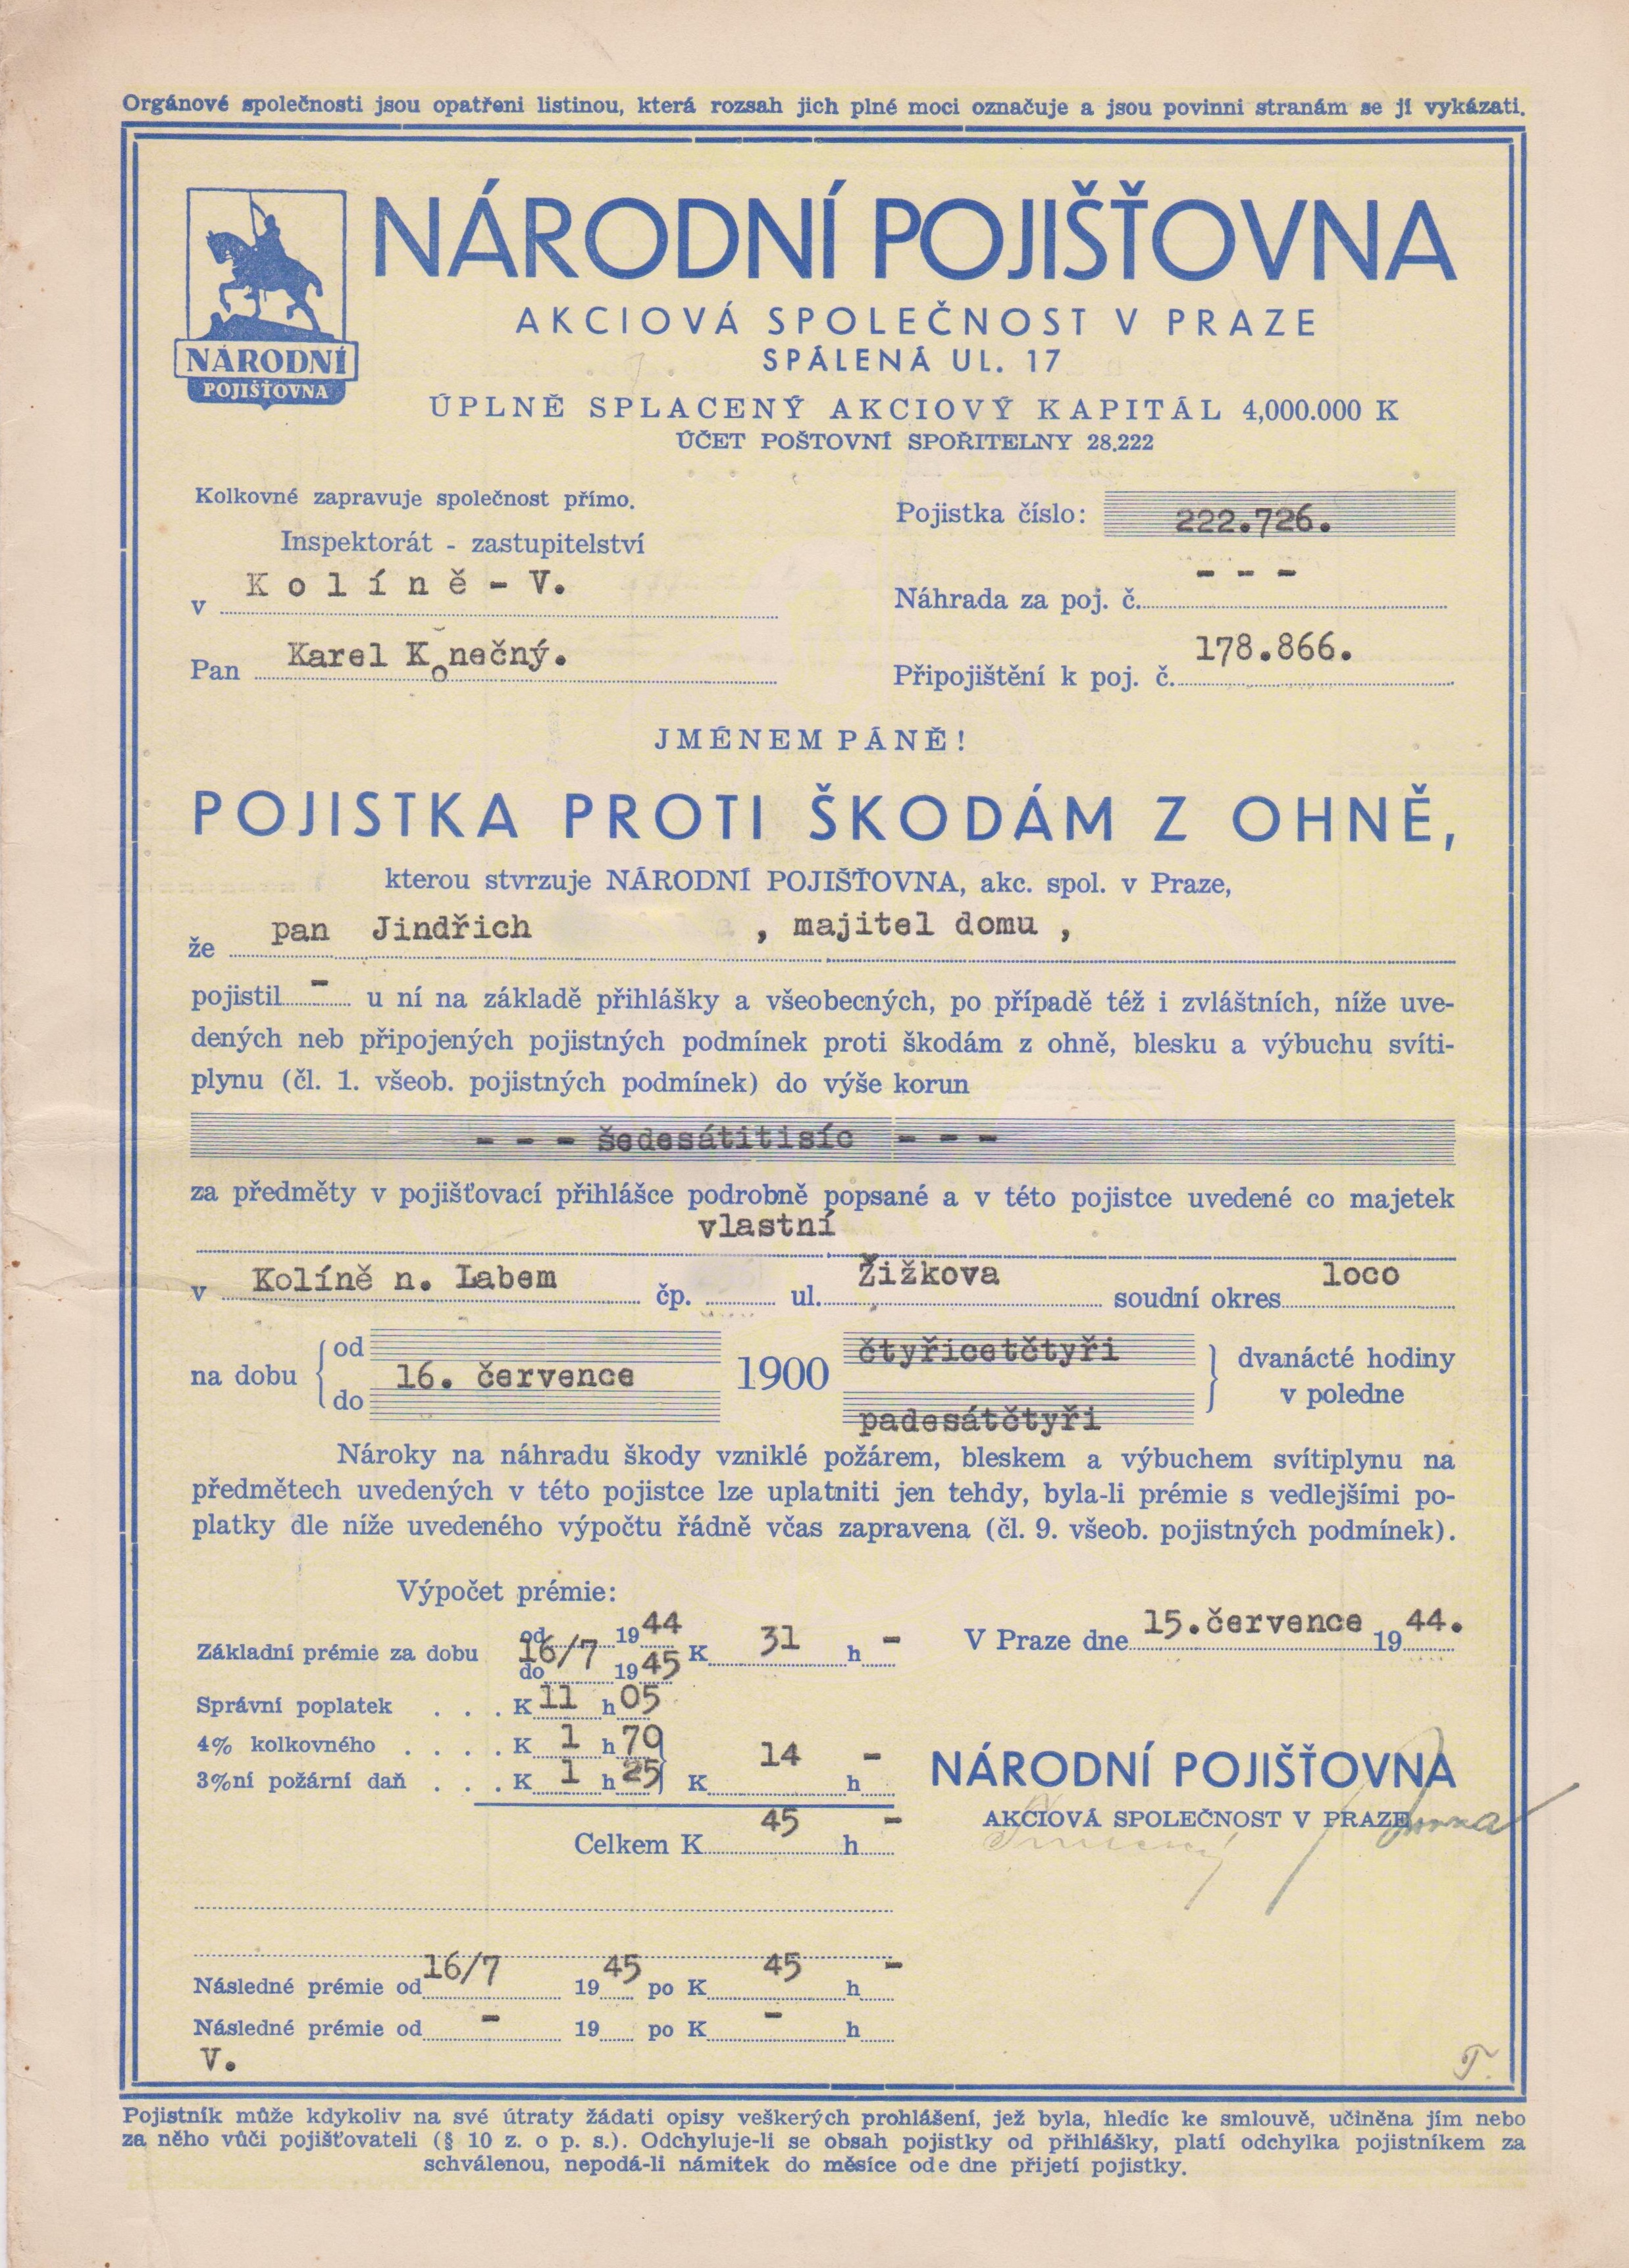 Orgánové společnosti jsou opatřeni listinou, která rozsah jich plné moci označuje a jsou povinni stranám se jí vykázati.
NÁRODNÍ POJIŠŤOVNA
AKCIOVÁ SPOLEČNOST V PRAZE
SPÁLENÁ UL. 17
NÁRODNÍ
POJIŠŤOVNA
ÚPLNĚ SPLACENÝ AKCIOVÝ KAPITÁL 4,000.000 K
ÚČET POŠTOVNÍ SPOŘITELNY 28.222
Kolkovné zapravuje společnost přímo.
Pojistka číslo: 222.726.
Inspektorát - zastupitelství
v Kolíně - V.
Náhrada za poj. č. - - -
Pan Karel Konečný.
Připojištění k poj. č. 178.866.
JMÉNEM PÁNĚ!
POJISTKA PROTI ŠKODÁM Z OHNĚ,
kterou stvrzuje NÁRODNÍ POJIŠŤOVNA, akc. spol. v Praze,
že pan Jindřich , majitel domu ,
pojistil - u ní na základě přihlášky a všeobecných, po případě též i zvláštních, níže uve-
dených neb připojených pojistných podmínek proti škodám z ohně, blesku a výbuchu svíti-
plynu (čl. 1. všeob. pojistných podmínek) do výše korun
- - - šedesátitisíc - - -
za předměty v pojišťovací přihlášce podrobně popsané a v této pojistce uvedené co majetek
vlastní
v Kolíně n. Labem čp. ul. Žižkova soudní okres loco
na dobu od do 16. července 1900 čtyřicetčtyři padesátčtyři dvanácté hodiny v poledne
Nároky na náhradu škody vzniklé požárem, bleskem a výbuchem svítiplynu na
předmětech uvedených v této pojistce lze uplatniti jen tehdy, byla-li prémie s vedlejšími po-
platky dle níže uvedeného výpočtu řádně včas zapravena (čl. 9. všeob. pojistných podmínek).
Výpočet prémie:
Základní prémie za dobu od 16/7 1944 do 1945 K 31 h -
V Praze dne 15.července 1944.
Správní poplatek . . . K 11 h 05
4% kolkovného . . . . K 1 h 70
3%ní požární daň . . . K 1 h 25 K 14 h -
NÁRODNÍ POJIŠŤOVNA
AKCIOVÁ SPOLEČNOST V PRAZE
Celkem K 45 h -
Následné prémie od 16/7 1945 po K 45 h -
Následné prémie od - 19 po K - h
V.
T.
Pojistník může kdykoliv na své útraty žádati opisy veškerých prohlášení, jež byla, hledíc ke smlouvě, učiněna jím nebo
za něho vůči pojišťovateli (§ 10 z. o p. s.). Odchyluje-li se obsah pojistky od přihlášky, platí odchylka pojistníkem za
schválenou, nepodá-li námitek do měsíce ode dne přijetí pojistky.